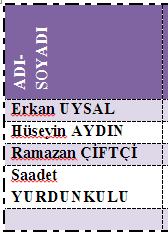 ADI-
SOYADI
Erkan UYSAL
Hüseyin AYDIN
Ramazan ÇİFTÇİ
Saadet
YURDUNKULU